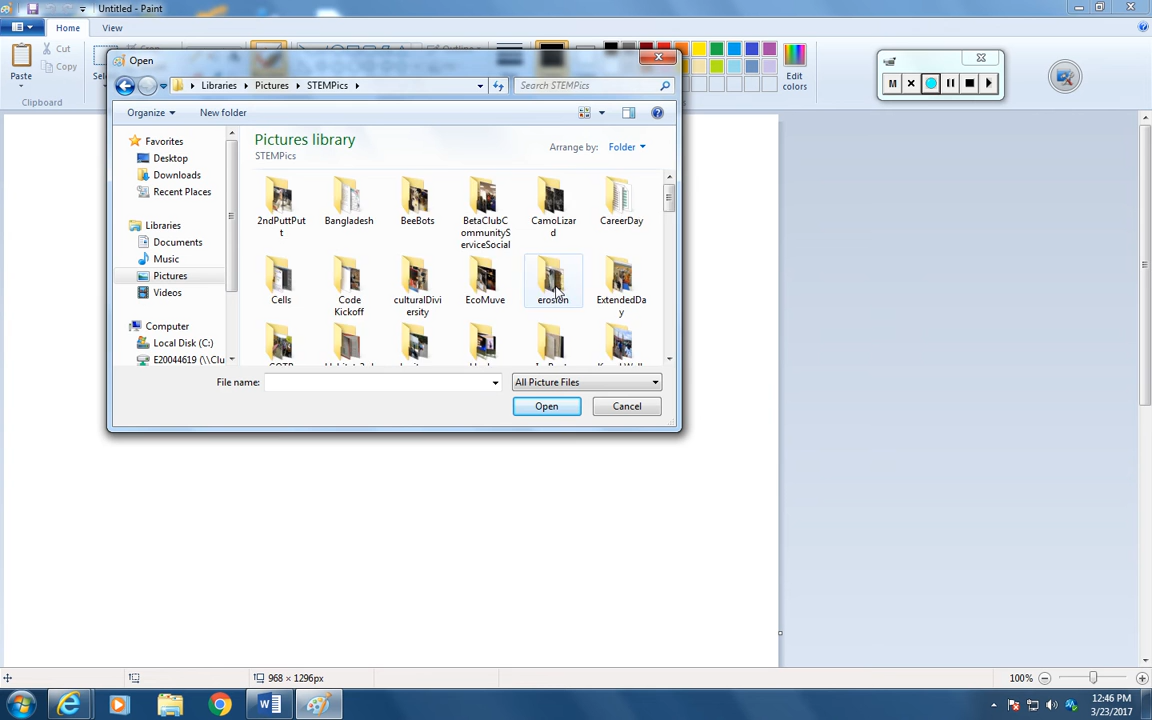 Untitled - Paint
Home
View
Paste
Cut
Copy
Clipboard
Edit
colors
Open
Libraries
Pictures
STEMPics
Search STEMPics
Organize
New folder
Favorites
Desktop
Downloads
Recent Places
Libraries
Documents
Music
Pictures
Videos
Computer
Local Disk (C:)
E20044619 (\\Clu
Pictures library
STEMPics
Arrange by:
Folder
2ndPuttPut
t
Bangladesh
BeeBots
BetaClubC
ommunityS
erviceSocial
CamoLizar
d
CareerDay
Cells
Code
Kickoff
culturalDivi
ersity
EcoMuve
erosion
ExtendedDa
y
File name:
All Picture Files
Open
Cancel
M
968 × 1296px
100%
12:46 PM
3/23/2017